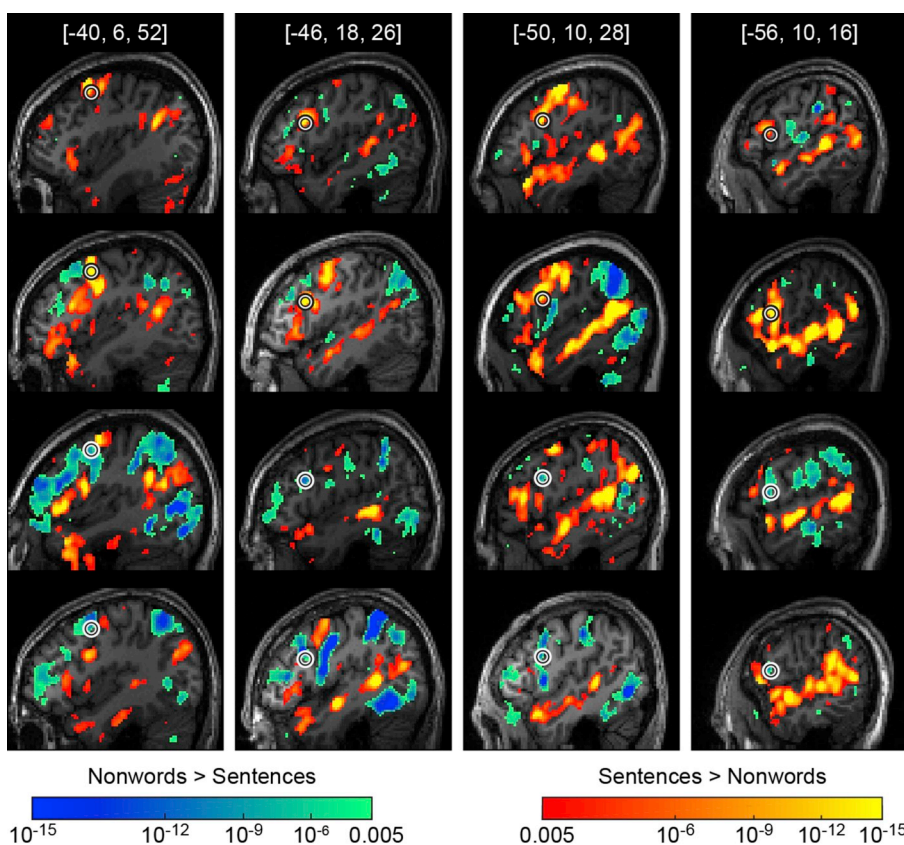 [-40, 6, 52] [-46, 18, 26] [-50, 10, 28] [-56, 10, 16]
Nonwords > Sentences Sentences > Nonwords
10⁻¹⁵ 10⁻¹² 10⁻⁹ 10⁻⁶ 0.005 0.005 10⁻⁶ 10⁻⁹ 10⁻¹² 10⁻¹⁵